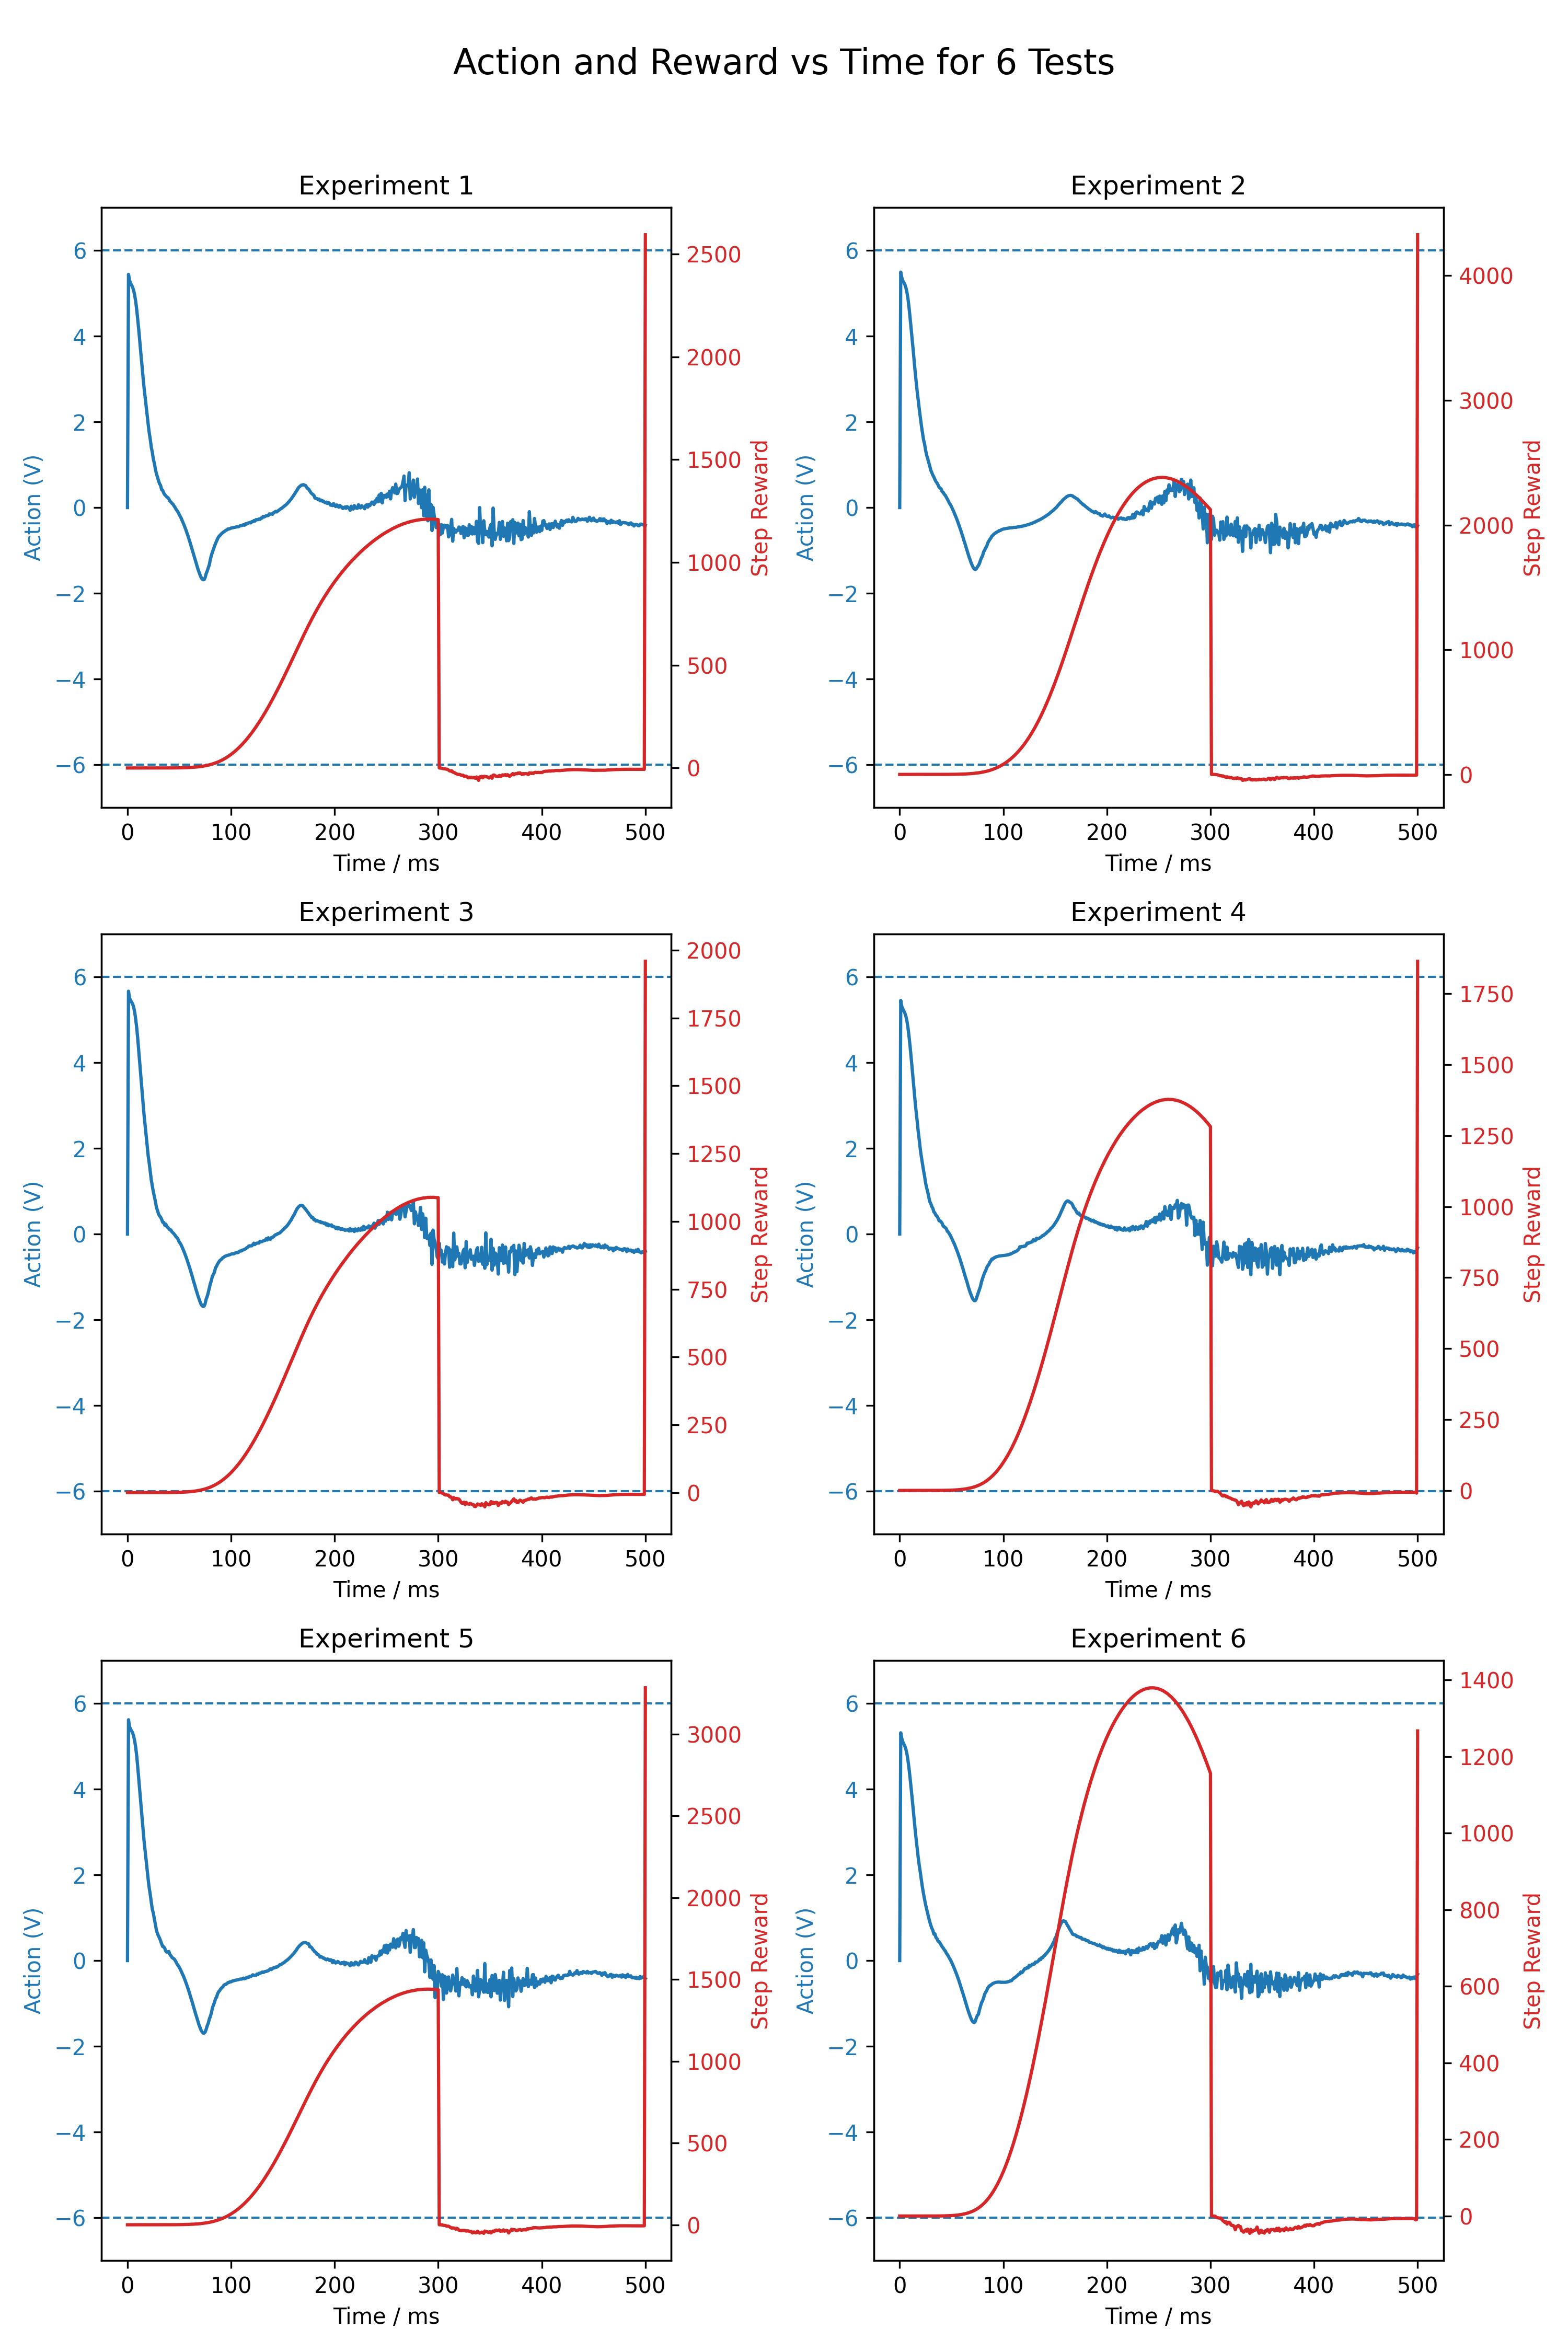 Action and Reward vs Time for 6 Tests
Experiment 1
Action (V)
6
4
2
0
−2
−4
−6
2500
2000
1500
1000
500
0
Step Reward
0 100 200 300 400 500
Time / ms
Experiment 2
Action (V)
6
4
2
0
−2
−4
−6
4000
3000
2000
1000
0
Step Reward
0 100 200 300 400 500
Time / ms
Experiment 3
Action (V)
6
4
2
0
−2
−4
−6
2000
1750
1500
1250
1000
750
500
250
0
Step Reward
0 100 200 300 400 500
Time / ms
Experiment 4
Action (V)
6
4
2
0
−2
−4
−6
1750
1500
1250
1000
750
500
250
0
Step Reward
0 100 200 300 400 500
Time / ms
Experiment 5
Action (V)
6
4
2
0
−2
−4
−6
3000
2500
2000
1500
1000
500
0
Step Reward
0 100 200 300 400 500
Time / ms
Experiment 6
Action (V)
6
4
2
0
−2
−4
−6
1400
1200
1000
800
600
400
200
0
Step Reward
0 100 200 300 400 500
Time / ms